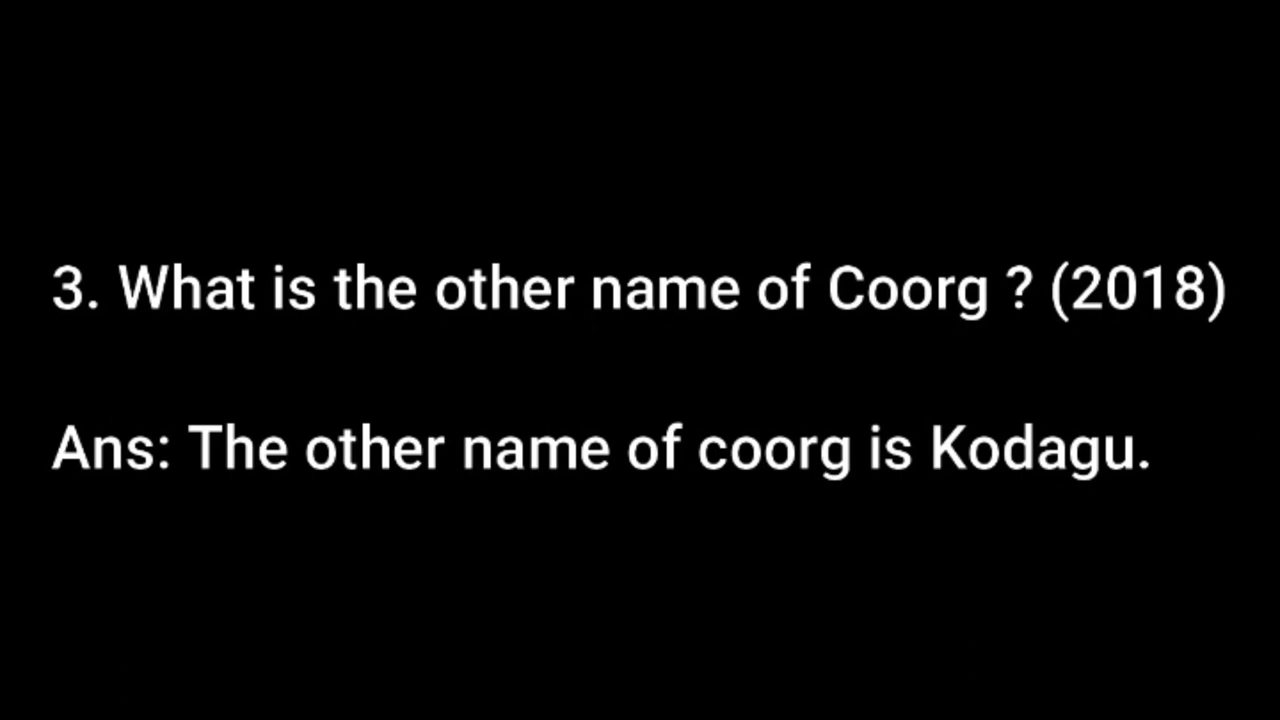 3. What is the other name of Coorg ? (2018)
Ans: The other name of coorg is Kodagu.